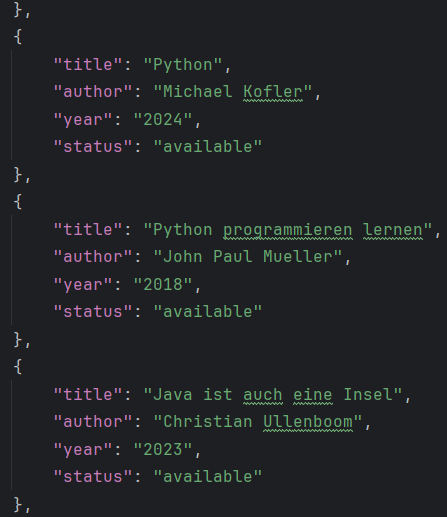 },
{
"title": "Python",
"author": "Michael Kofler",
"year": "2024",
"status": "available"
},
{
"title": "Python programmieren lernen",
"author": "John Paul Mueller",
"year": "2018",
"status": "available"
},
{
"title": "Java ist auch eine Insel",
"author": "Christian Ullenboom",
"year": "2023",
"status": "available"
},